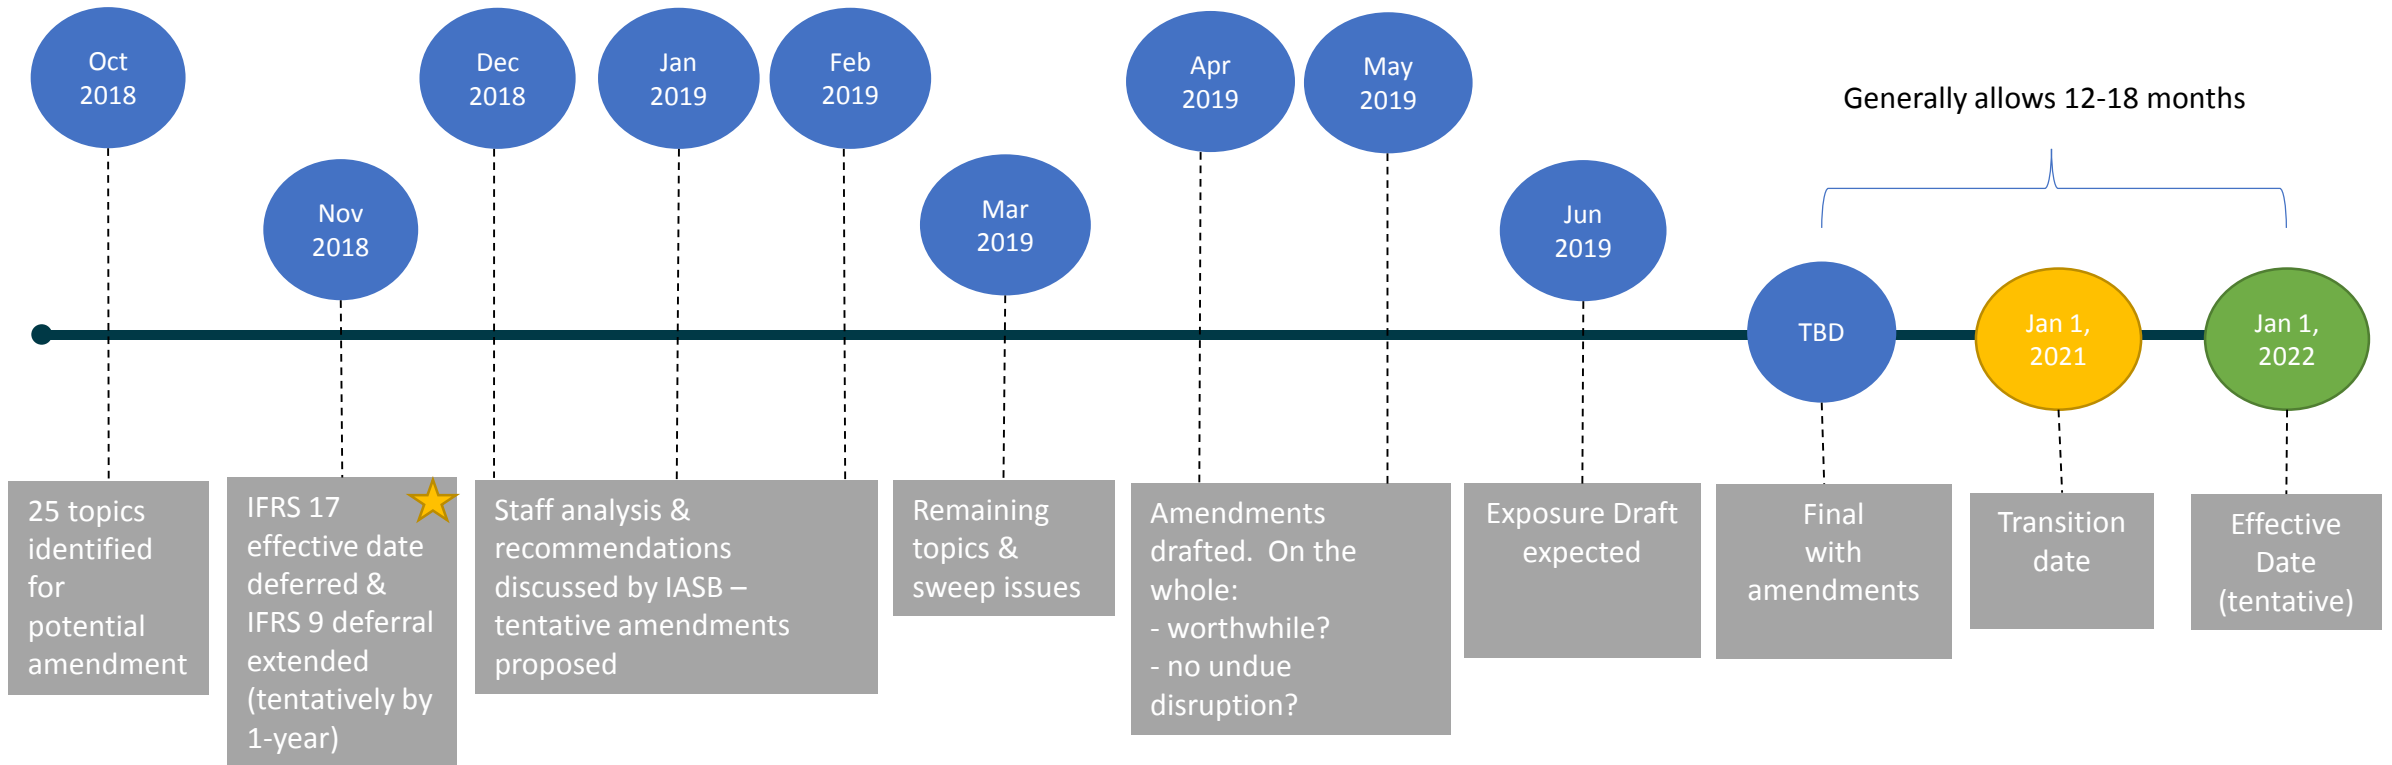 Oct
2018
Nov
2018
Dec
2018
Jan
2019
Feb
2019
Mar
2019
Apr
2019
May
2019
Jun
2019
Generally allows 12-18 months
TBD
Jan 1,
2021
Jan 1,
2022
25 topics
identified
for
potential
amendment
IFRS 17
effective date
deferred &
IFRS 9 deferral
extended
(tentatively by
1-year)
Staff analysis &
recommendations
discussed by IASB –
tentative amendments
proposed
Remaining
topics &
sweep issues
Amendments
drafted.  On the
whole:
- worthwhile?
- no undue
disruption?
Exposure Draft
expected
Final
with
amendments
Transition
date
Effective
Date
(tentative)